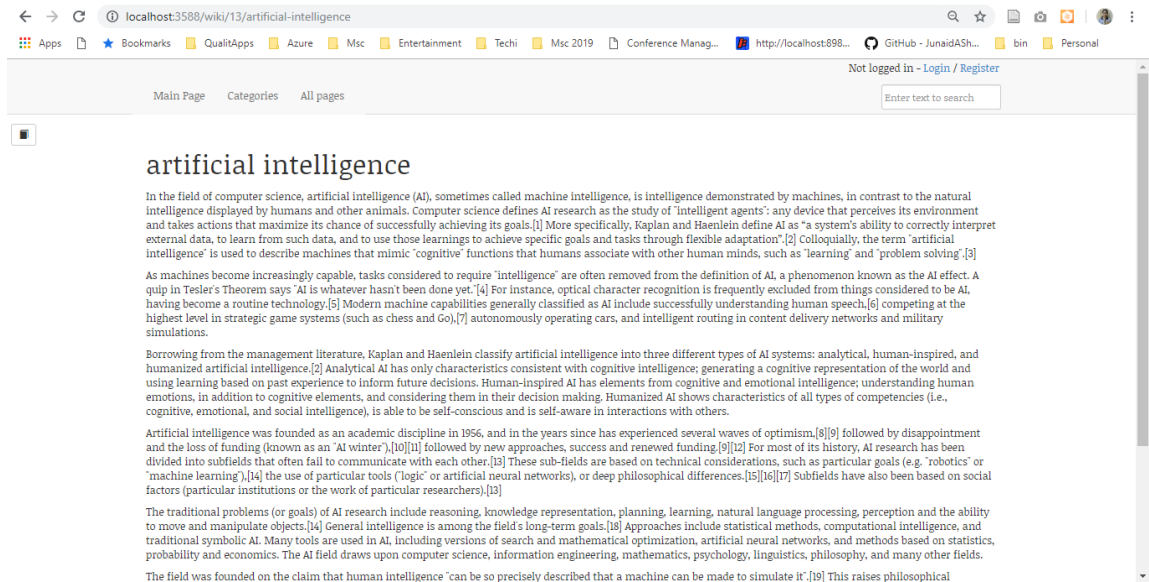 localhost:3588/wiki/13/artificial-intelligence
Apps Bookmarks QualitApps Azure Msc Entertainment Techi Msc 2019 Conference Manag... http://localhost:898... GitHub - JunaidASh... bin Personal
Not logged in - Login / Register
Main Page Categories All pages Enter text to search
artificial intelligence
In the field of computer science, artificial intelligence (AI), sometimes called machine intelligence, is intelligence demonstrated by machines, in contrast to the natural
intelligence displayed by humans and other animals. Computer science defines AI research as the study of "intelligent agents": any device that perceives its environment
and takes actions that maximize its chance of successfully achieving its goals.[1] More specifically, Kaplan and Haenlein define AI as “a system’s ability to correctly interpret
external data, to learn from such data, and to use those learnings to achieve specific goals and tasks through flexible adaptation”.[2] Colloquially, the term "artificial
intelligence" is used to describe machines that mimic "cognitive" functions that humans associate with other human minds, such as "learning" and "problem solving".[3]
As machines become increasingly capable, tasks considered to require "intelligence" are often removed from the definition of AI, a phenomenon known as the AI effect. A
quip in Tesler's Theorem says "AI is whatever hasn't been done yet."[4] For instance, optical character recognition is frequently excluded from things considered to be AI,
having become a routine technology.[5] Modern machine capabilities generally classified as AI include successfully understanding human speech,[6] competing at the
highest level in strategic game systems (such as chess and Go),[7] autonomously operating cars, and intelligent routing in content delivery networks and military
simulations.
Borrowing from the management literature, Kaplan and Haenlein classify artificial intelligence into three different types of AI systems: analytical, human-inspired, and
humanized artificial intelligence.[2] Analytical AI has only characteristics consistent with cognitive intelligence; generating a cognitive representation of the world and
using learning based on past experience to inform future decisions. Human-inspired AI has elements from cognitive and emotional intelligence; understanding human
emotions, in addition to cognitive elements, and considering them in their decision making. Humanized AI shows characteristics of all types of competencies (i.e.,
cognitive, emotional, and social intelligence), is able to be self-conscious and is self-aware in interactions with others.
Artificial intelligence was founded as an academic discipline in 1956, and in the years since has experienced several waves of optimism,[8][9] followed by disappointment
and the loss of funding (known as an "AI winter"),[10][11] followed by new approaches, success and renewed funding.[9][12] For most of its history, AI research has been
divided into subfields that often fail to communicate with each other.[13] These sub-fields are based on technical considerations, such as particular goals (e.g. "robotics" or
"machine learning"),[14] the use of particular tools ("logic" or artificial neural networks), or deep philosophical differences.[15][16][17] Subfields have also been based on social
factors (particular institutions or the work of particular researchers).[13]
The traditional problems (or goals) of AI research include reasoning, knowledge representation, planning, learning, natural language processing, perception and the ability
to move and manipulate objects.[14] General intelligence is among the field's long-term goals.[18] Approaches include statistical methods, computational intelligence, and
traditional symbolic AI. Many tools are used in AI, including versions of search and mathematical optimization, artificial neural networks, and methods based on statistics,
probability and economics. The AI field draws upon computer science, information engineering, mathematics, psychology, linguistics, philosophy, and many other fields.
The field was founded on the claim that human intelligence "can be so precisely described that a machine can be made to simulate it".[19] This raises philosophical